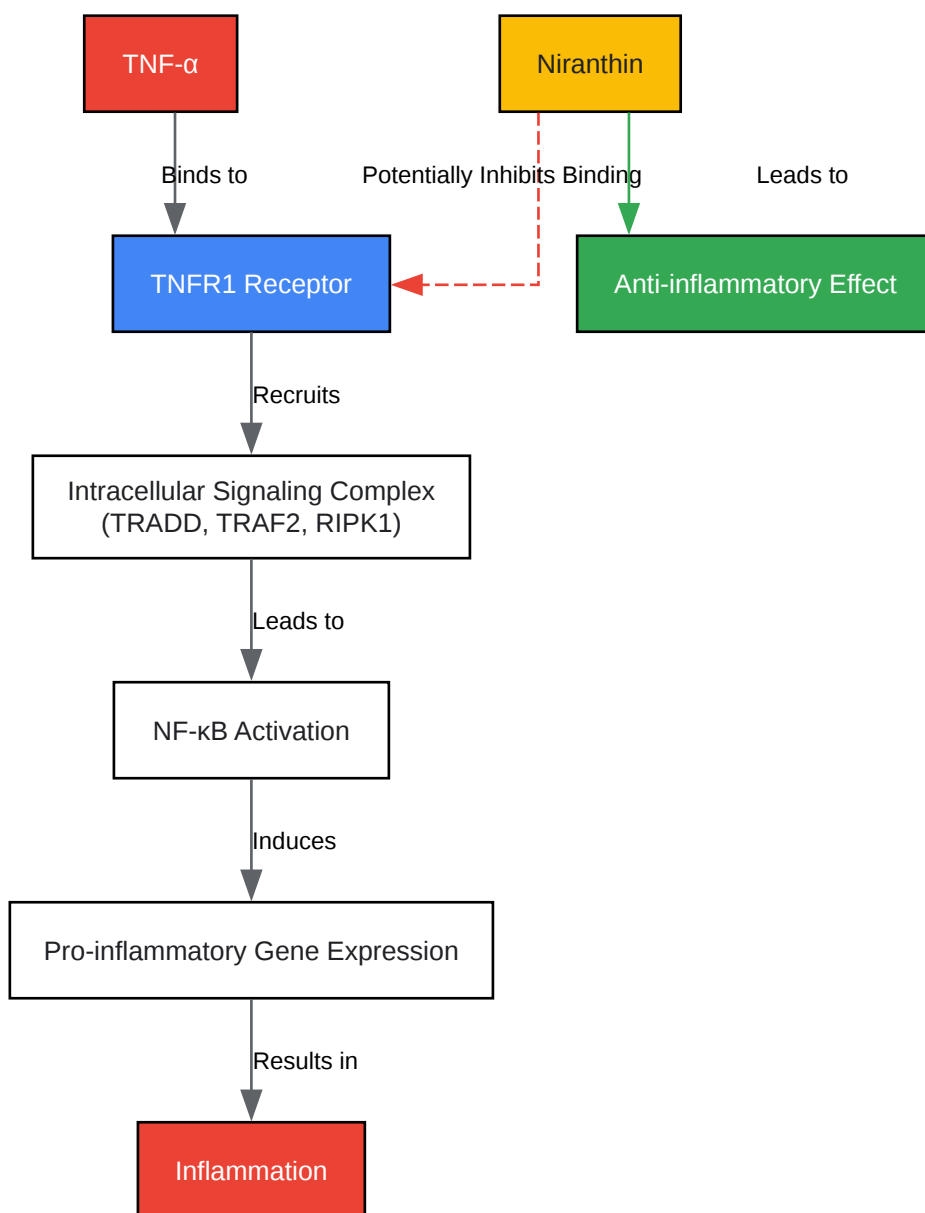 TNF-α
Niranthin
Binds to
Potentially Inhibits Binding
Leads to
TNFR1 Receptor
Anti-inflammatory Effect
Recruits
Intracellular Signaling Complex
(TRADD, TRAF2, RIPK1)
Leads to
NF-κB Activation
Induces
Pro-inflammatory Gene Expression
Results in
Inflammation